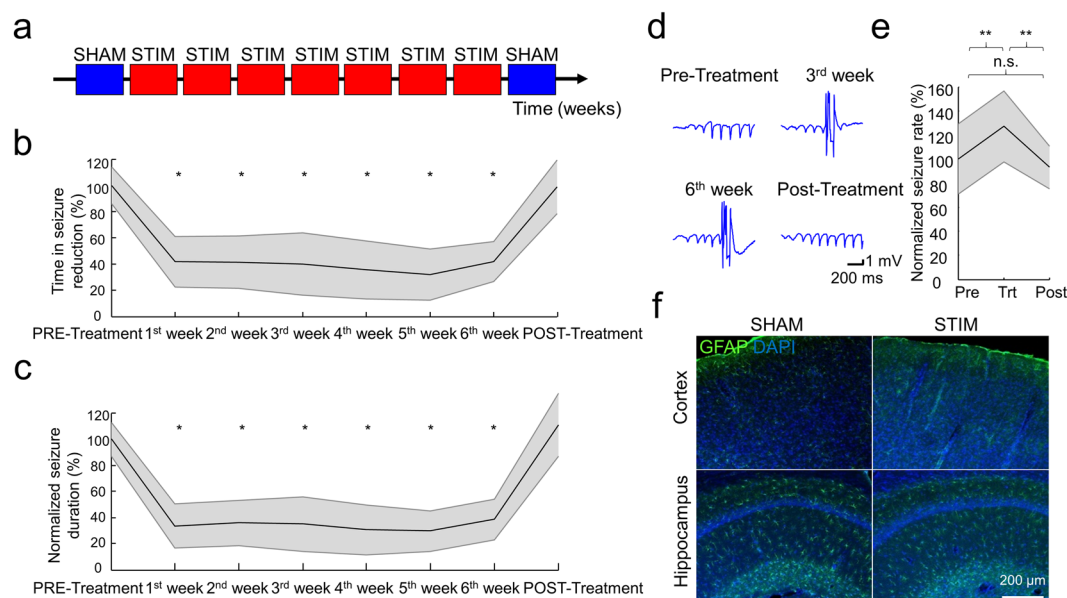 a
SHAM STIM STIM STIM STIM STIM STIM STIM SHAM
Time (weeks)
b
Time in seizure
reduction (%)
120
100
80
60
40
20
0
* * * * * *
PRE-Treatment 1st week 2nd week 3rd week 4th week 5th week 6th week POST-Treatment
c
Normalized seizure
duration (%)
120
100
80
60
40
20
0
* * * * * *
PRE-Treatment 1st week 2nd week 3rd week 4th week 5th week 6th week POST-Treatment
d
Pre-Treatment
3rd week
6th week
Post-Treatment
1 mV
200 ms
e
** **
n.s.
Normalized seizure rate (%)
160
140
120
100
80
60
40
20
0
Pre Trt Post
f
SHAM STIM
GFAP DAPI
Cortex
Hippocampus
200 µm